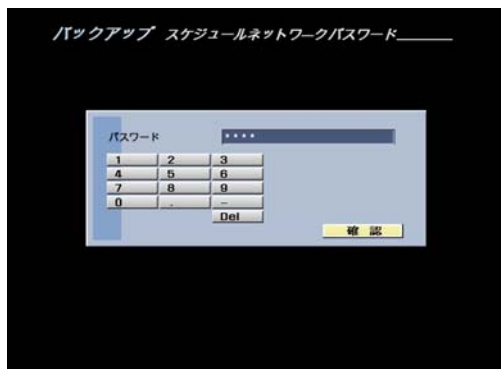 バックアップ スケジュールネットワークパスワード
パスワード ****
1 2 3
4 5 6
7 8 9
0 . −
Del
確 認